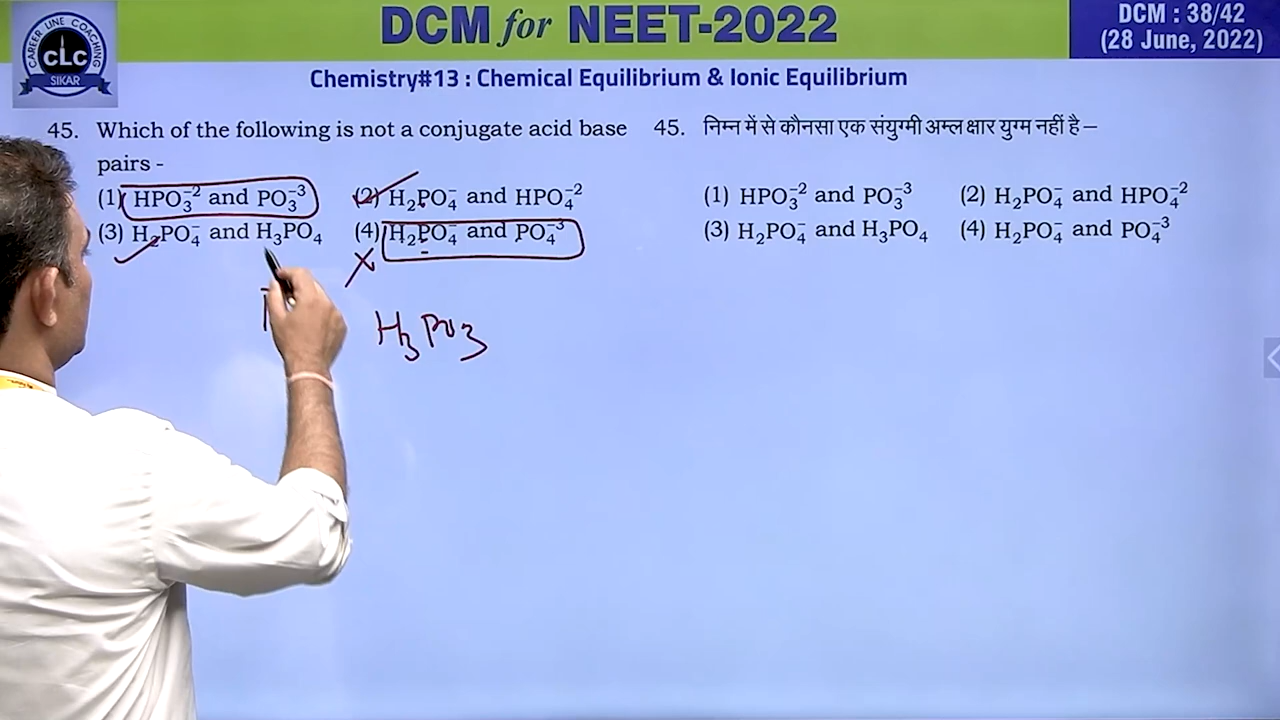 CAREER LINE COACHING
CLC
SIKAR
DCM for NEET-2022
DCM : 38/42
(28 June, 2022)
Chemistry#13 : Chemical Equilibrium & Ionic Equilibrium
45. Which of the following is not a conjugate acid base
pairs -
(1) HPO₃⁻² and PO₃⁻³ (2) H₂PO₄⁻ and HPO₄⁻²
(3) H₂PO₄⁻ and H₃PO₄ (4) H₂PO₄⁻ and PO₄⁻³
H₃PO₃
45. निम्न में से कौनसा एक संयुग्मी अम्ल क्षार युग्म नहीं है –
(1) HPO₃⁻² and PO₃⁻³ (2) H₂PO₄⁻ and HPO₄⁻²
(3) H₂PO₄⁻ and H₃PO₄ (4) H₂PO₄⁻ and PO₄⁻³